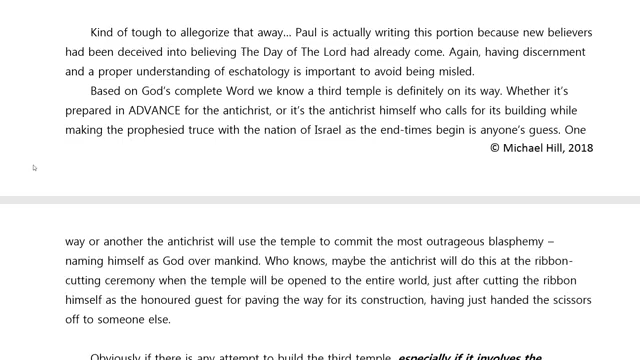 Kind of tough to allegorize that away... Paul is actually writing this portion because new believers
had been deceived into believing The Day of The Lord had already come. Again, having discernment
and a proper understanding of eschatology is important to avoid being misled.
Based on God's complete Word we know a third temple is definitely on its way. Whether it's
prepared in ADVANCE for the antichrist, or it's the antichrist himself who calls for its building while
making the prophesied truce with the nation of Israel as the end-times begin is anyone's guess. One
© Michael Hill, 2018
way or another the antichrist will use the temple to commit the most outrageous blasphemy –
naming himself as God over mankind. Who knows, maybe the antichrist will do this at the ribbon-
cutting ceremony when the temple will be opened to the entire world, just after cutting the ribbon
himself as the honoured guest for paving the way for its construction, having just handed the scissors
off to someone else.
Obviously if there is any attempt to build the third temple, especially if it involves the